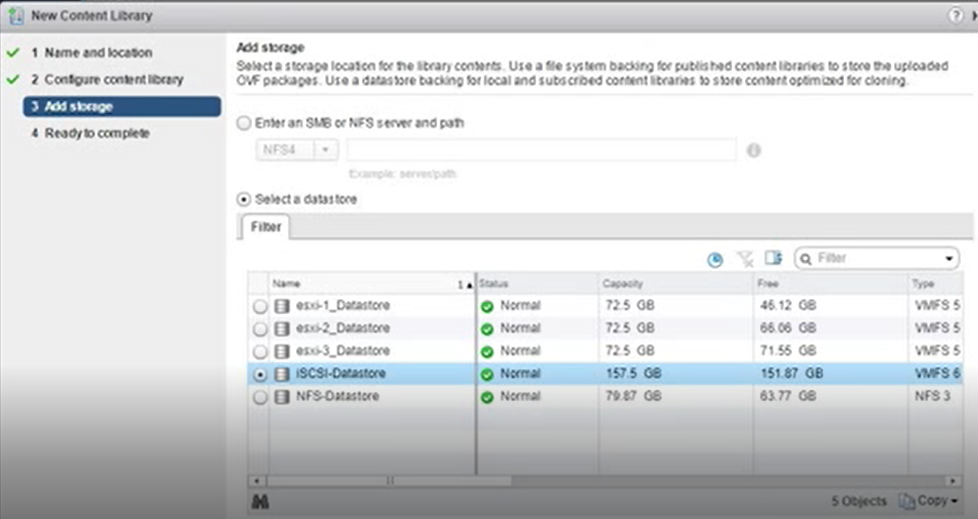 New Content Library
?
1 Name and location
2 Configure content library
3 Add storage
4 Ready to complete
Add storage
Select a storage location for the library contents. Use a file system backing for published content libraries to store the uploaded
OVF packages. Use a datastore backing for local and subscribed content libraries to store content optimized for cloning.
Enter an SMB or NFS server and path
NFS4
Example: server/path
Select a datastore
Filter
Filter
Name 1 Status Capacity Free Type
esxi-1_Datastore Normal 72.5 GB 46.12 GB VMFS 5
esxi-2_Datastore Normal 72.5 GB 66.06 GB VMFS 5
esxi-3_Datastore Normal 72.5 GB 71.55 GB VMFS 5
iSCSI-Datastore Normal 157.5 GB 151.87 GB VMFS 6
NFS-Datastore Normal 79.87 GB 63.77 GB NFS 3
5 Objects Copy